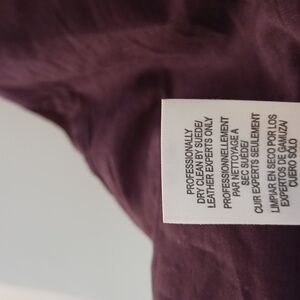 PROFESSIONALLY
DRY CLEAN BY SUEDE/
LEATHER EXPERTS ONLY
PROFESSIONNELLEMENT
PAR NETTOYAGE A
SEC SUÈDE/
CUIR EXPERTS SEULEMENT
LIMPIAR EN SECO POR LOS
EXPERTOS DE GAMUZA/
CUERO SOLO